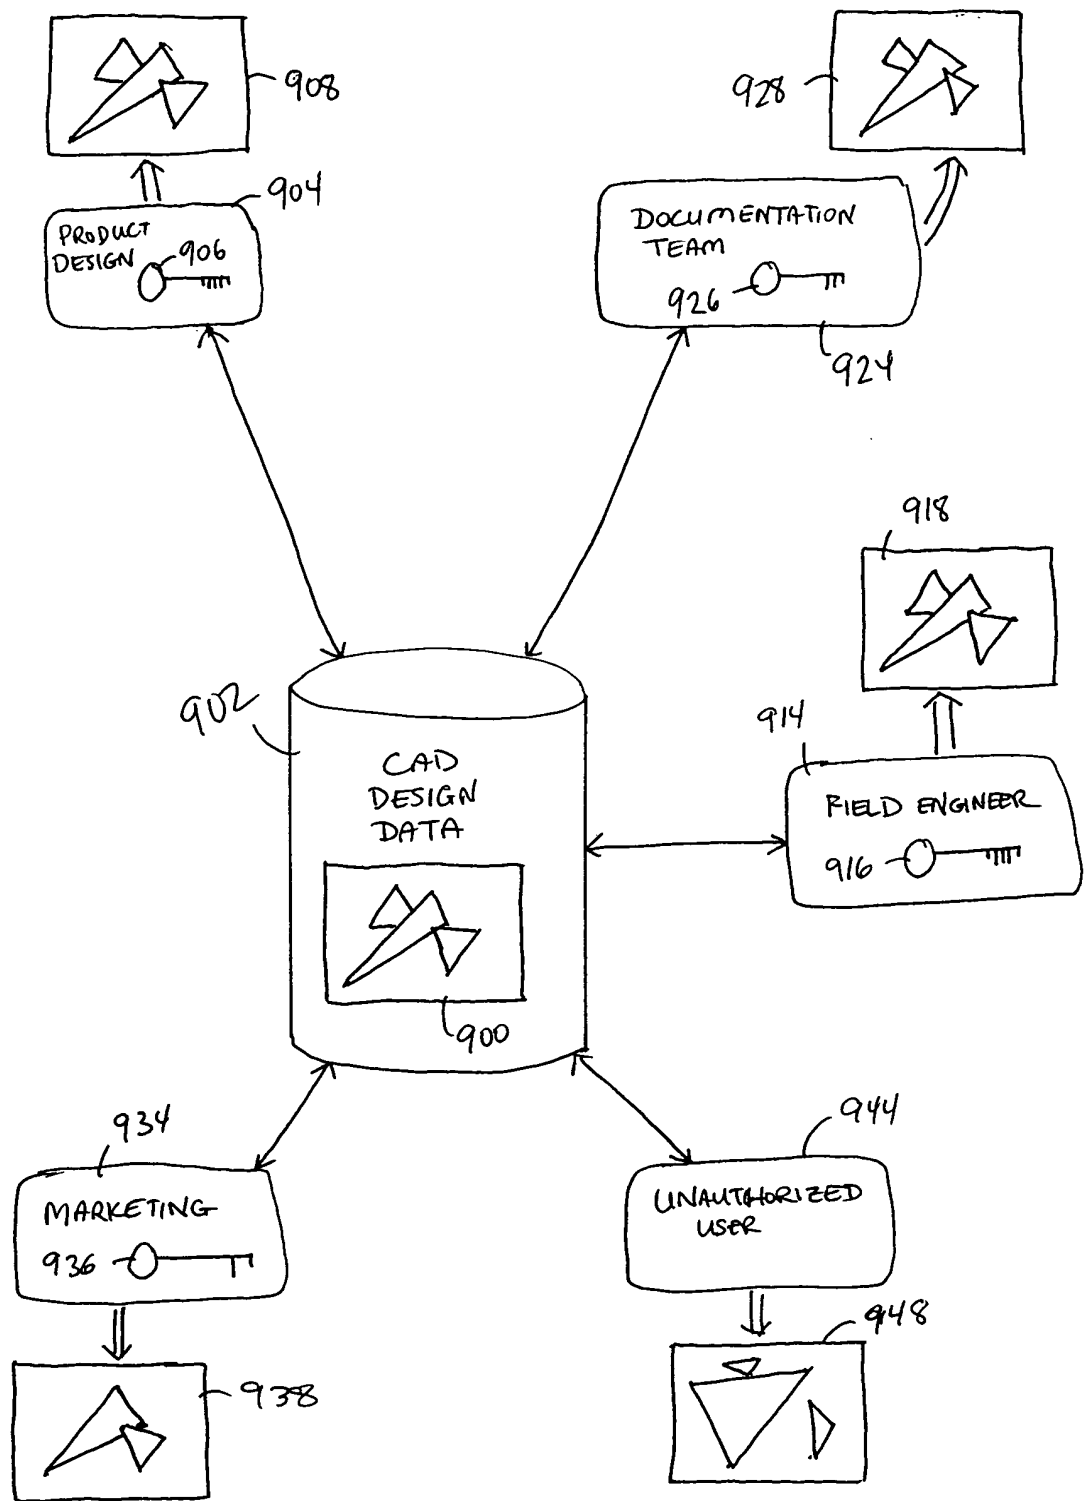 908
928
904
PRODUCT
DESIGN
906
DOCUMENTATION
TEAM
926
924
918
902
914
CAD
DESIGN
DATA
FIELD ENGINEER
916
900
934
944
MARKETING
936
UNAUTHORIZED
USER
948
938